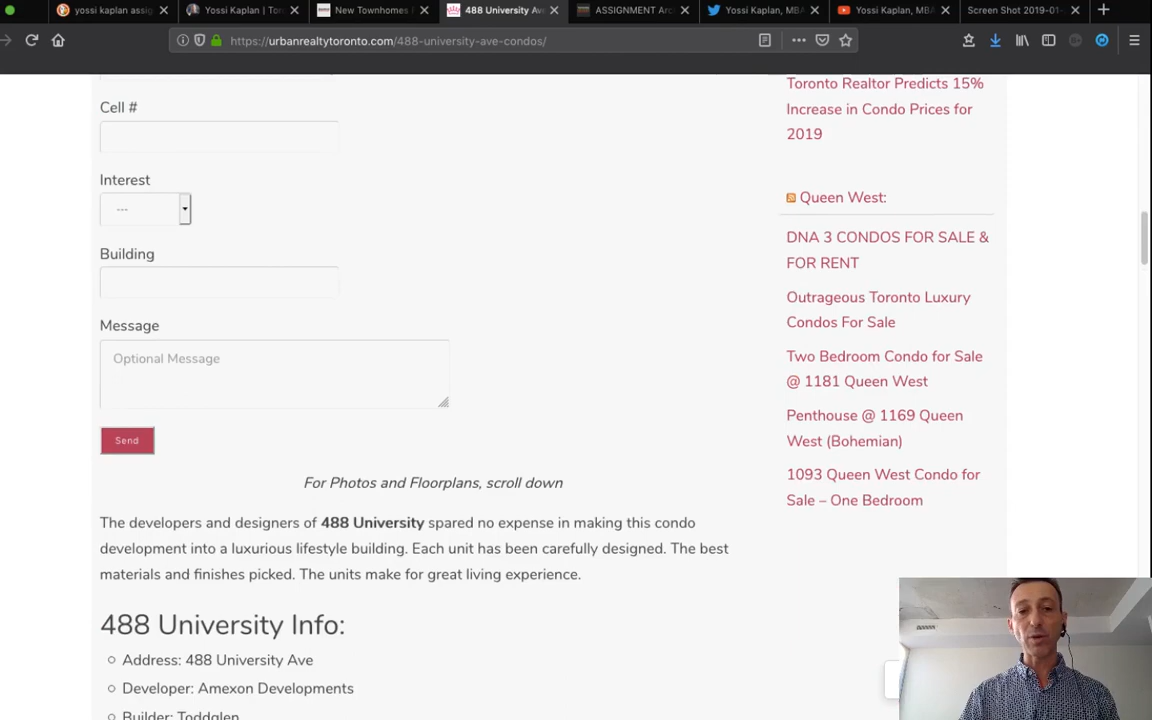 yossi kaplan assig
Yossi Kaplan | Tor
New Townhomes
488 University Ave
ASSIGNMENT Arc
Yossi Kaplan, MBA
Yossi Kaplan, MBA
Screen Shot 2019-01-
https://urbanrealtytoronto.com/488-university-ave-condos/
Cell #
Interest
---
Building
Message
Optional Message
Send
For Photos and Floorplans, scroll down
The developers and designers of 488 University spared no expense in making this condo
development into a luxurious lifestyle building. Each unit has been carefully designed. The best
materials and finishes picked. The units make for great living experience.
488 University Info:
Address: 488 University Ave
Developer: Amexon Developments
Builder: Toddglen
Toronto Realtor Predicts 15%
Increase in Condo Prices for
2019
Queen West:
DNA 3 CONDOS FOR SALE &
FOR RENT
Outrageous Toronto Luxury
Condos For Sale
Two Bedroom Condo for Sale
@ 1181 Queen West
Penthouse @ 1169 Queen
West (Bohemian)
1093 Queen West Condo for
Sale – One Bedroom